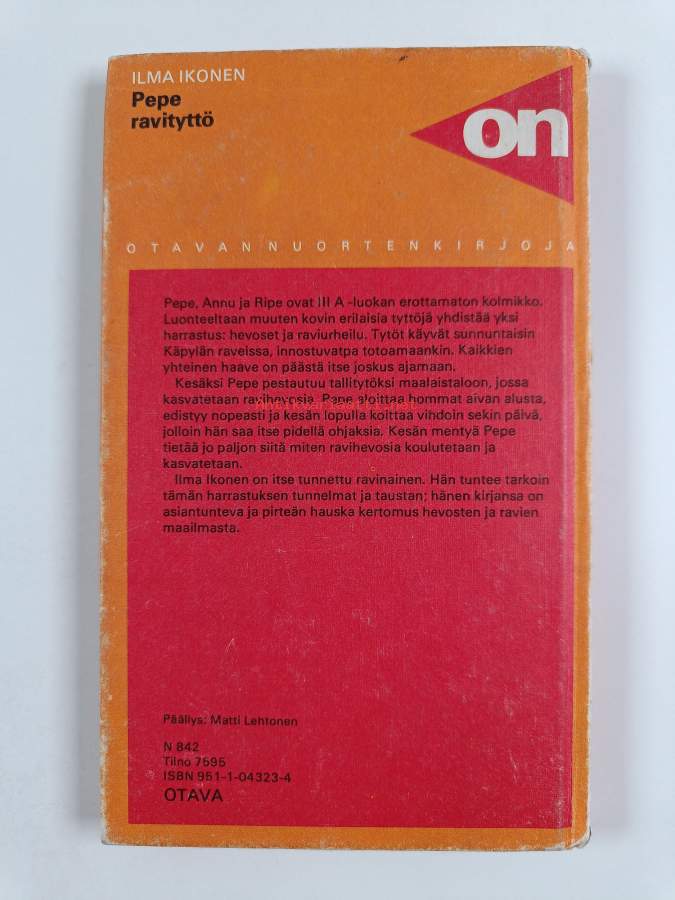 ILMA IKONEN
Pepe
ravityttö
on
OTAVAN NUORTENKIRJOJA
Pepe, Annu ja Ripe ovat III A -luokan erottamaton kolmikko.
Luonteeltaan muuten kovin erilaisia tyttöjä yhdistää yksi
harrastus: hevoset ja raviurheilu. Tytöt käyvät sunnuntaisin
Käpylän raveissa, innostuvatpa totoamaankin. Kaikkien
yhteinen haave on päästä itse joskus ajamaan.
Kesäksi Pepe pestautuu tallitytöksi maalaistaloon, jossa
kasvatetaan ravihevosia. Pepe aloittaa hommat aivan alusta,
edistyy nopeasti ja kesän lopulla koittaa vihdoin sekin päivä,
jolloin hän saa itse pidellä ohjaksia. Kesän mentyä Pepe
tietää jo paljon siitä miten ravihevosia koulutetaan ja
kasvatetaan.
Ilma Ikonen on itse tunnettu ravinainen. Hän tuntee tarkoin
tämän harrastuksen tunnelmat ja taustan; hänen kirjansa on
asiantunteva ja pirteän hauska kertomus hevosten ja ravien
maailmasta.
Päällys: Matti Lehtonen
N 842
Tilno 7595
ISBN 951-1-04323-4
OTAVA